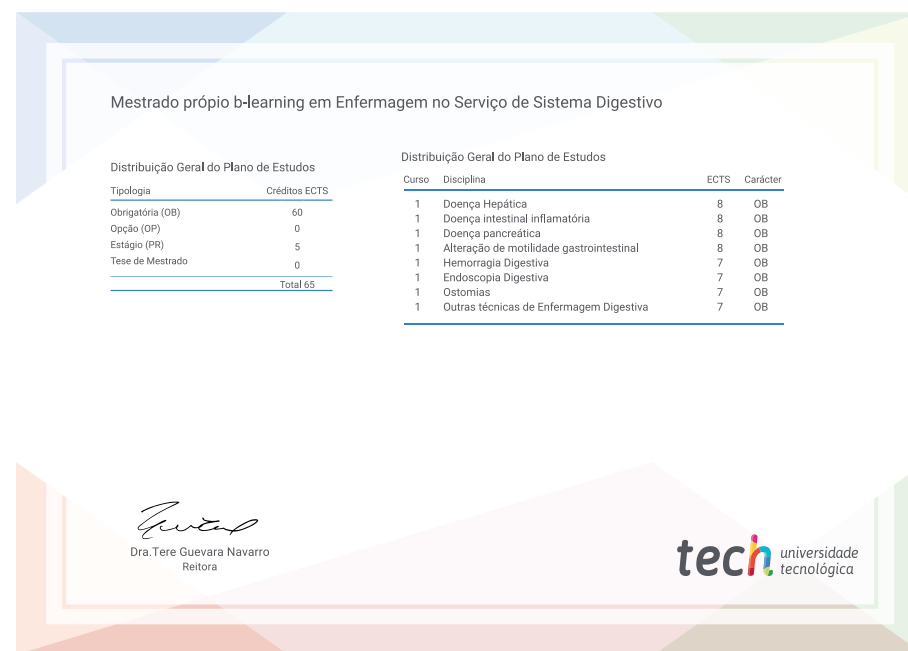 Mestrado própio b-learning em Enfermagem no Serviço de Sistema Digestivo
Distribuição Geral do Plano de Estudos
Tipologia Créditos ECTS
Obrigatória (OB) 60
Opção (OP) 0
Estágio (PR) 5
Tese de Mestrado 0
Total 65
Distribuição Geral do Plano de Estudos
Curso Disciplina ECTS Carácter
1 Doença Hepática 8 OB
1 Doença intestinal inflamatória 8 OB
1 Doença pancreática 8 OB
1 Alteração de motilidade gastrointestinal 8 OB
1 Hemorragia Digestiva 7 OB
1 Endoscopia Digestiva 7 OB
1 Ostomias 7 OB
1 Outras técnicas de Enfermagem Digestiva 7 OB
Dra.Tere Guevara Navarro
Reitora
tech universidade
tecnológica